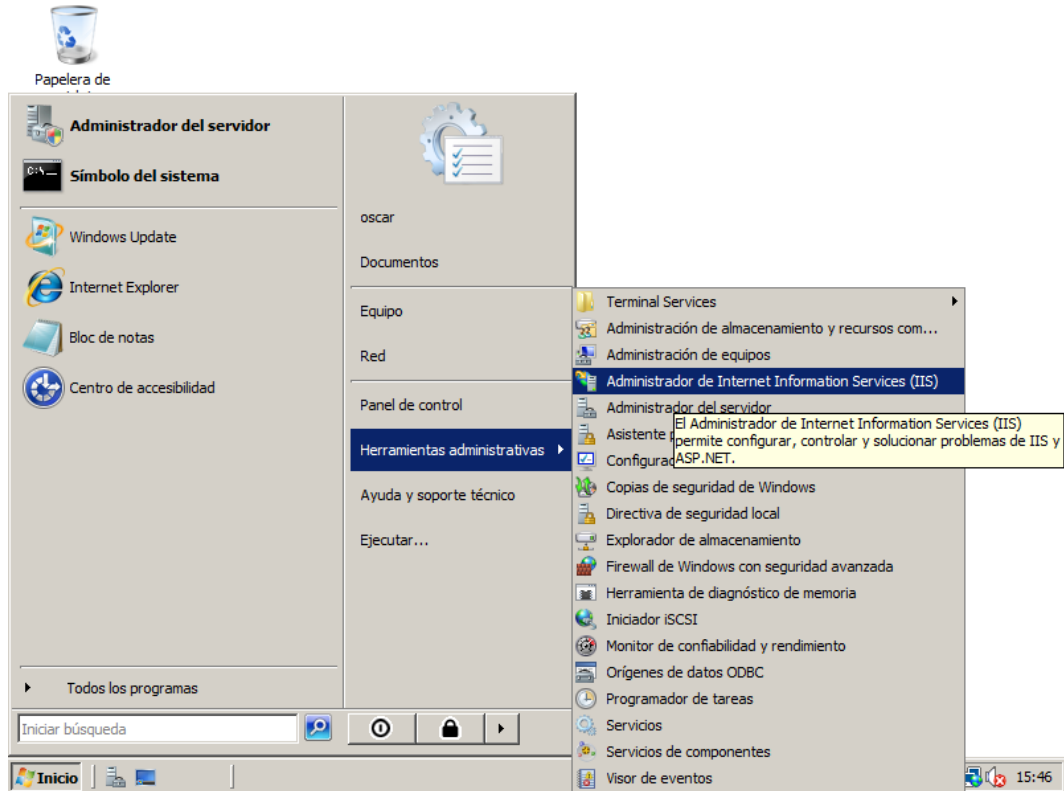 Papelera de
Administrador del servidor
Símbolo del sistema
Windows Update
Internet Explorer
Bloc de notas
Centro de accesibilidad
Todos los programas
Iniciar búsqueda
oscar
Documentos
Equipo
Red
Panel de control
Herramientas administrativas
Ayuda y soporte técnico
Ejecutar...
Terminal Services
Administración de almacenamiento y recursos com...
Administración de equipos
Administrador de Internet Information Services (IIS)
Administrador del servidor
Asistente
El Administrador de Internet Information Services (IIS)
permite configurar, controlar y solucionar problemas de IIS y
ASP.NET.
Copias de seguridad de Windows
Directiva de seguridad local
Explorador de almacenamiento
Firewall de Windows con seguridad avanzada
Herramienta de diagnóstico de memoria
Iniciador iSCSI
Monitor de confiabilidad y rendimiento
Orígenes de datos ODBC
Programador de tareas
Servicios
Servicios de componentes
Visor de eventos
Inicio
15:46